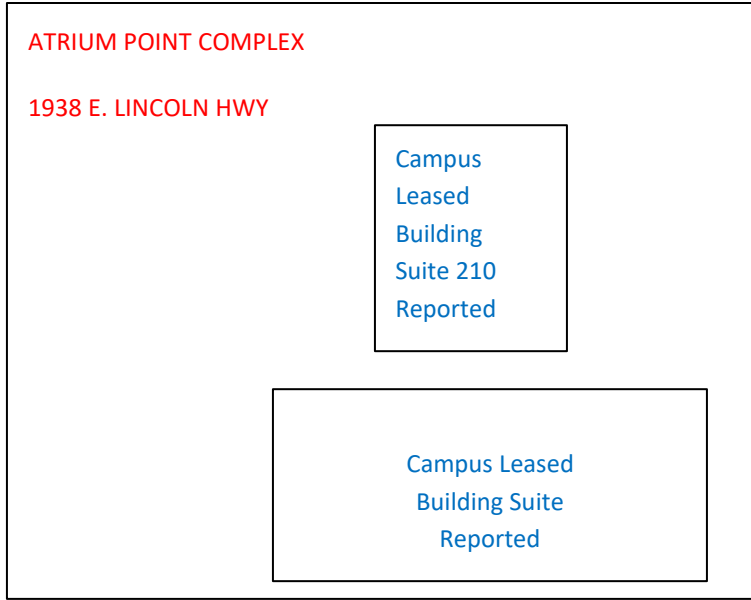 ATRIUM POINT COMPLEX
1938 E. LINCOLN HWY
Campus
Leased
Building
Suite 210
Reported
Campus Leased
Building Suite
Reported